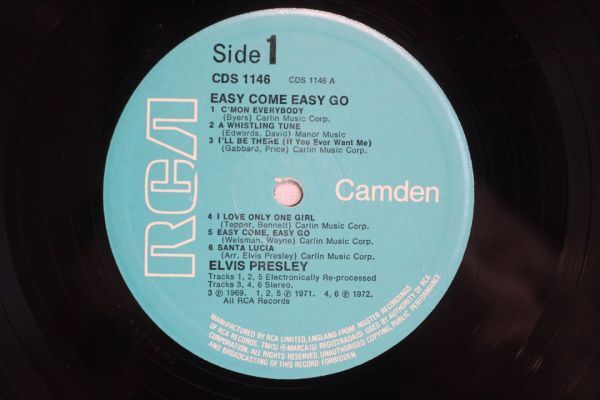 Side 1
CDS 1146 CDS 1146 A
EASY COME EASY GO
1 C'MON EVERYBODY
(Byers) Carlin Music Corp.
2 A WHISTLING TUNE
(Edwards, David) Manor Music
3 I'LL BE THERE (If You Ever Want Me)
(Gabbard, Price) Carlin Music Corp.
RCA
Camden
4 I LOVE ONLY ONE GIRL
(Tepper, Bennett) Carlin Music Corp.
5 EASY COME, EASY GO
(Weisman, Wayne) Carlin Music Corp.
6 SANTA LUCIA
(Arr. Elvis Presley) Carlin Music Corp.
ELVIS PRESLEY
Tracks 1, 2, 5 Electronically Re-processed
Tracks 3, 4, 6 Stereo.
3 ℗ 1969. 1, 2, 5 ℗ 1971. 4, 6 ℗ 1972.
All RCA Records
MANUFACTURED BY RCA LIMITED, ENGLAND. FROM MASTER RECORDINGS
OF RCA RECORDS. TM(S) ® MARCA(S) REGISTRADA(S) USED BY AUTHORITY OF RCA
CORPORATION. ALL RIGHTS RESERVED. UNAUTHORISED COPYING, PUBLIC PERFORMANCE
AND BROADCASTING OF THIS RECORD FORBIDDEN